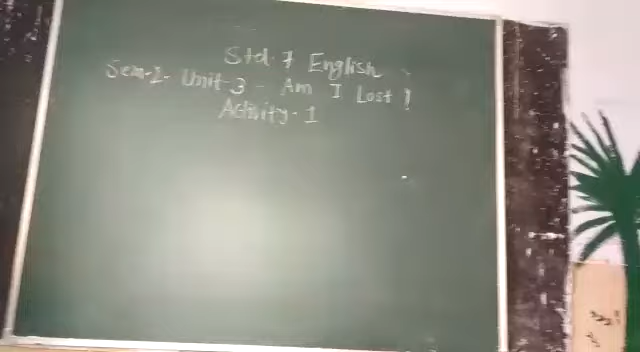 Std. 7 English
Sem-2- Unit-3 - Am I Lost !
Activity-1